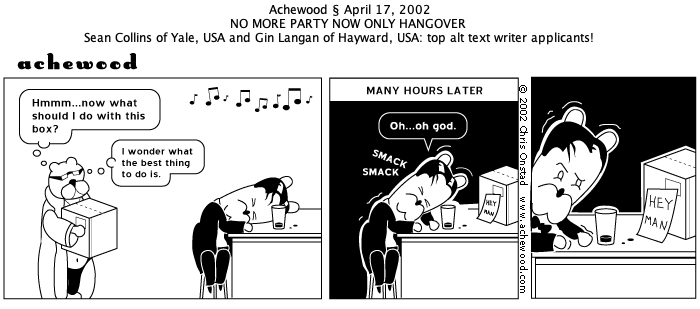 Achewood § April 17, 2002
NO MORE PARTY NOW ONLY HANGOVER
Sean Collins of Yale, USA and Gin Langan of Hayward, USA: top alt text writer applicants!
achewood
Hmmm...now what
should I do with this
box?
I wonder what
the best thing
to do is.
MANY HOURS LATER
Oh...oh god.
SMACK
SMACK
HEY
MAN
© 2002 Chris Onstad www.achewood.com
HEY
MAN